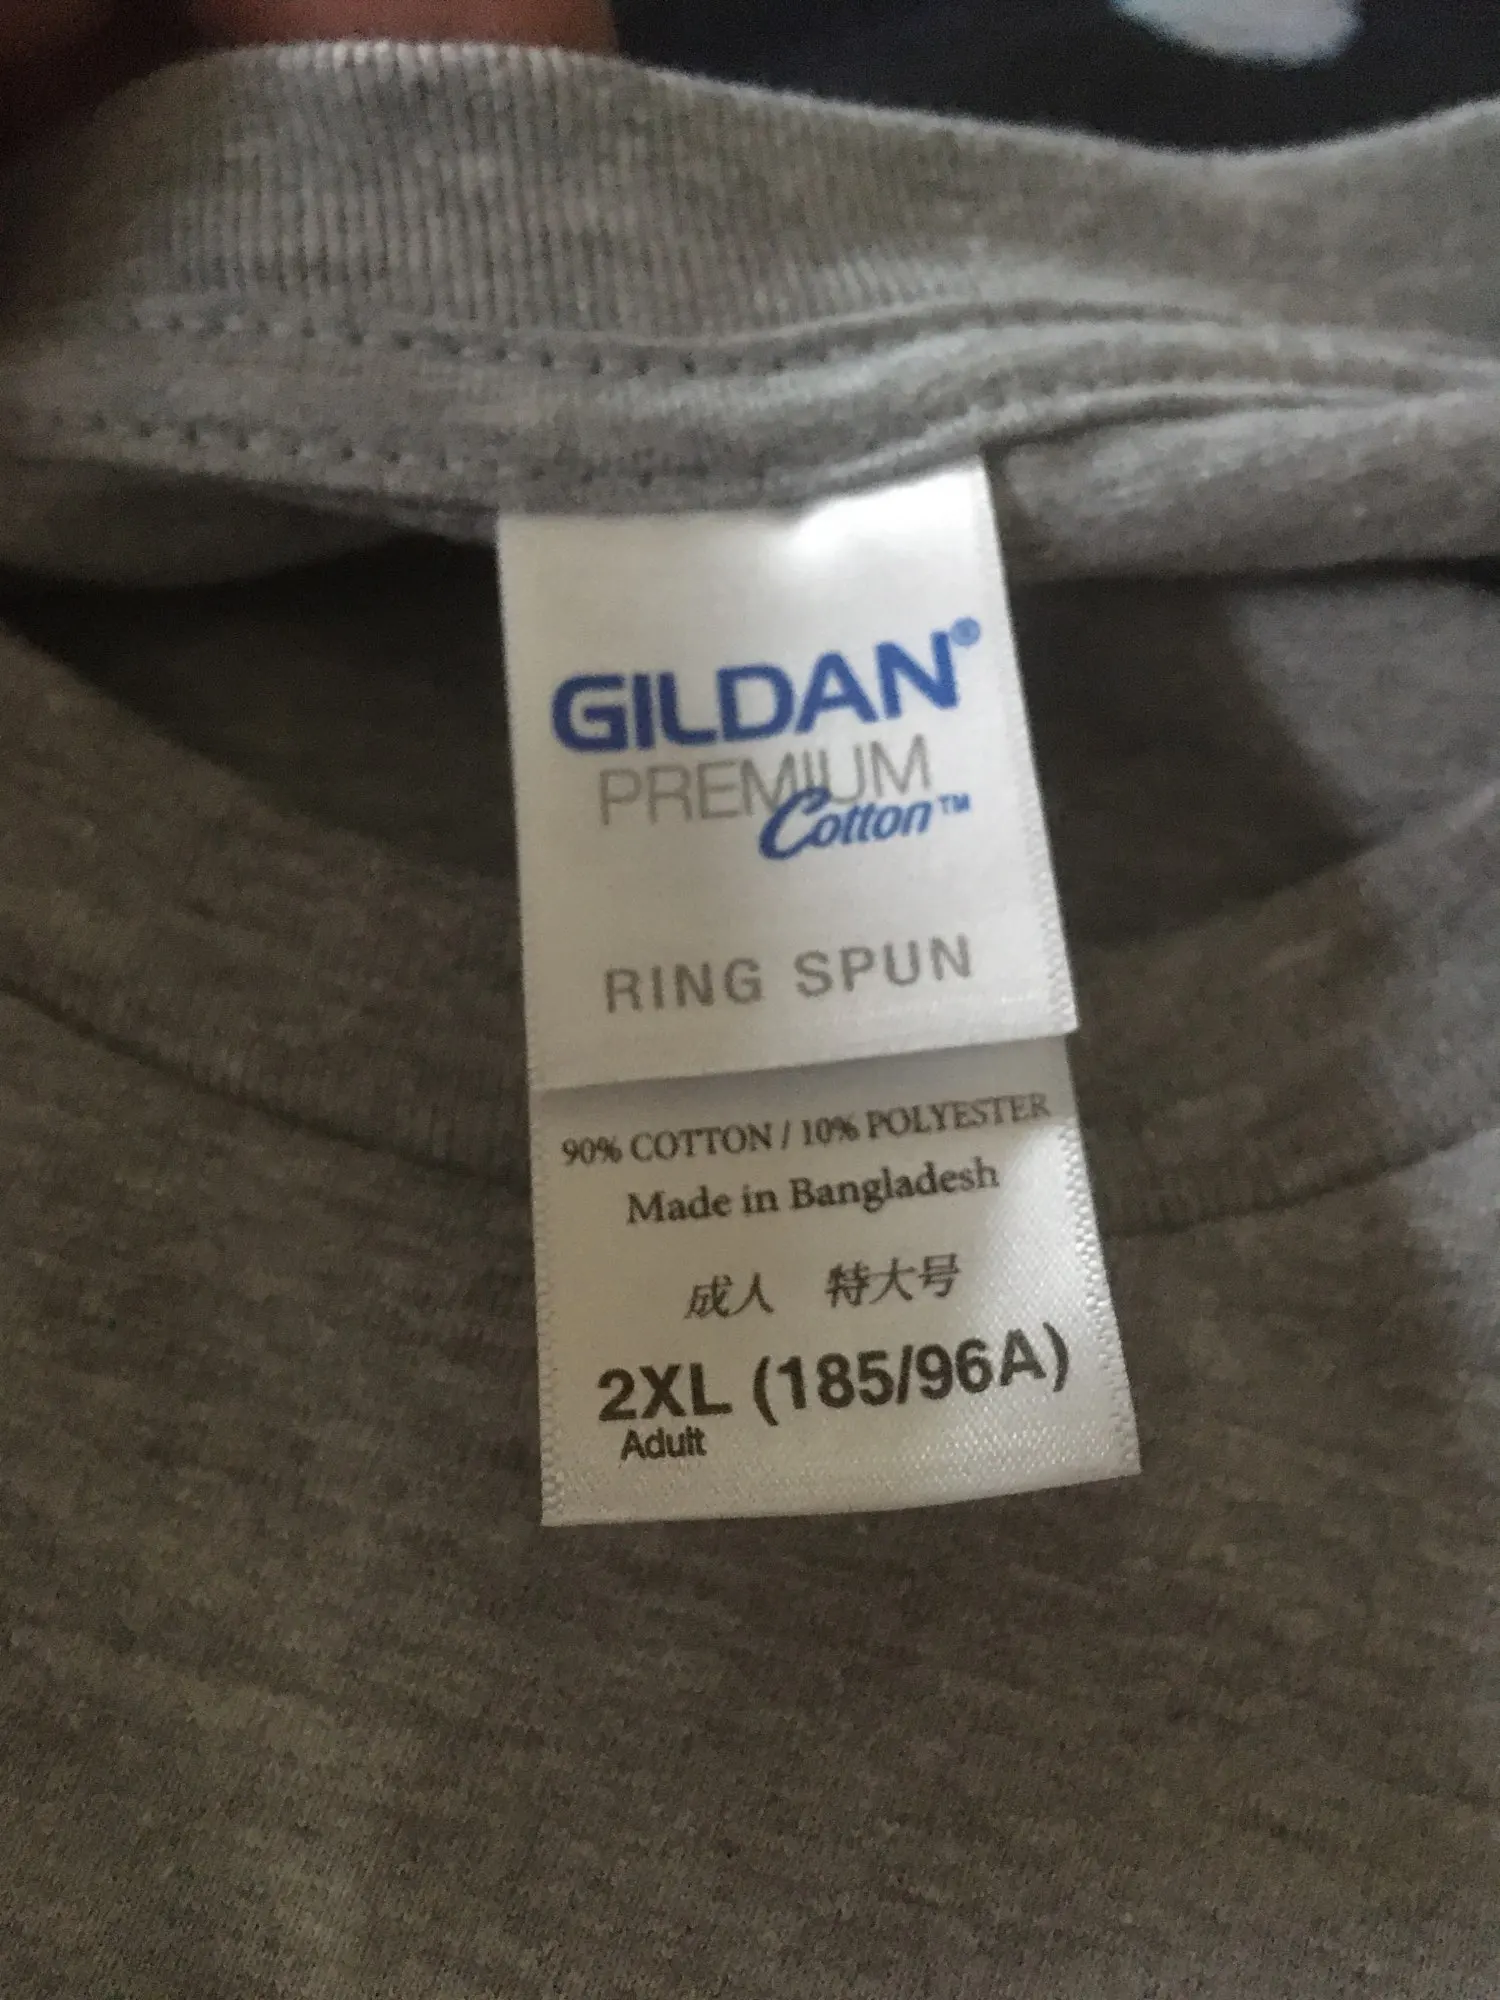 GILDAN®
PREMIUM
Cotton™
RING SPUN
90% COTTON / 10% POLYESTER
Made in Bangladesh
成人 特大号
2XL (185/96A)
Adult